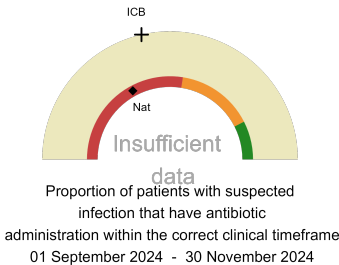 ICB
Nat
Insufficient
data
Proportion of patients with suspected
infection that have antibiotic
administration within the correct clinical timeframe
01 September 2024 - 30 November 2024